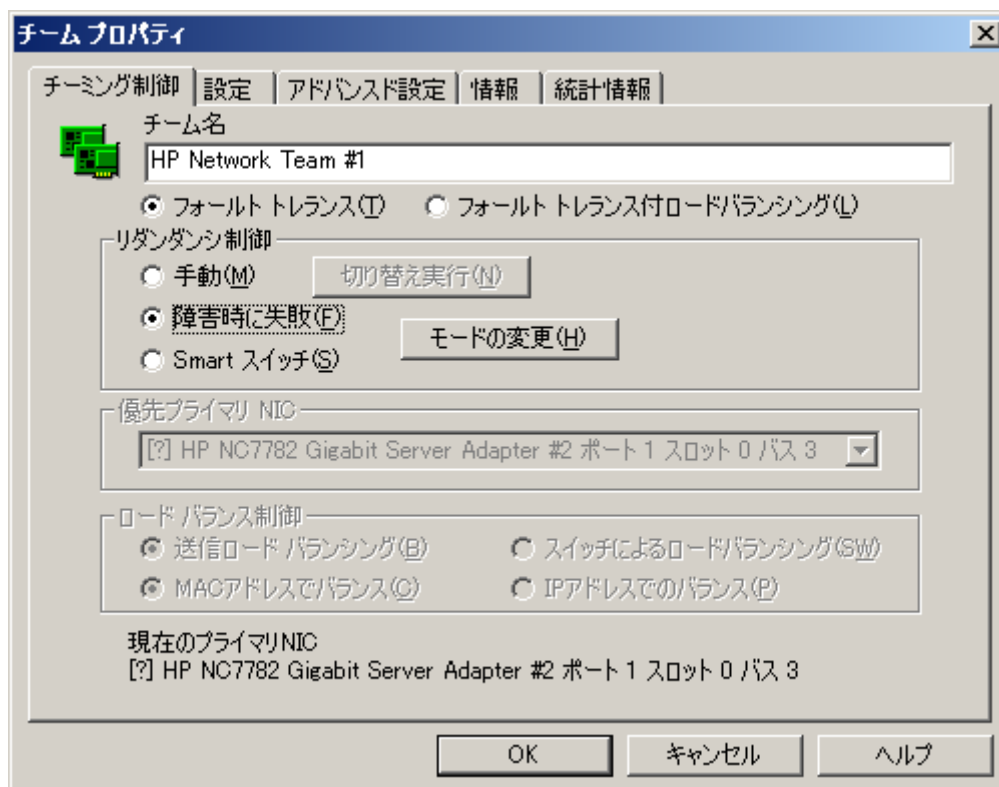 チーム プロパティ
チーミング制御 設定 アドバンスド設定 情報 統計情報
チーム名
HP Network Team #1
フォールト トレランス(T) フォールト トレランス付ロードバランシング(L)
リダンダンシ制御
手動(M) 切り替え実行(N)
障害時に失敗(F)
モードの変更(H)
Smart スイッチ(S)
優先プライマリ NIC
[?] HP NC7782 Gigabit Server Adapter #2 ポート 1 スロット 0 バス 3
ロード バランス制御
送信ロード バランシング(B) スイッチによるロードバランシング(SW)
MACアドレスでバランス(C) IPアドレスでのバランス(P)
現在のプライマリNIC
[?] HP NC7782 Gigabit Server Adapter #2 ポート 1 スロット 0 バス 3
OK キャンセル ヘルプ